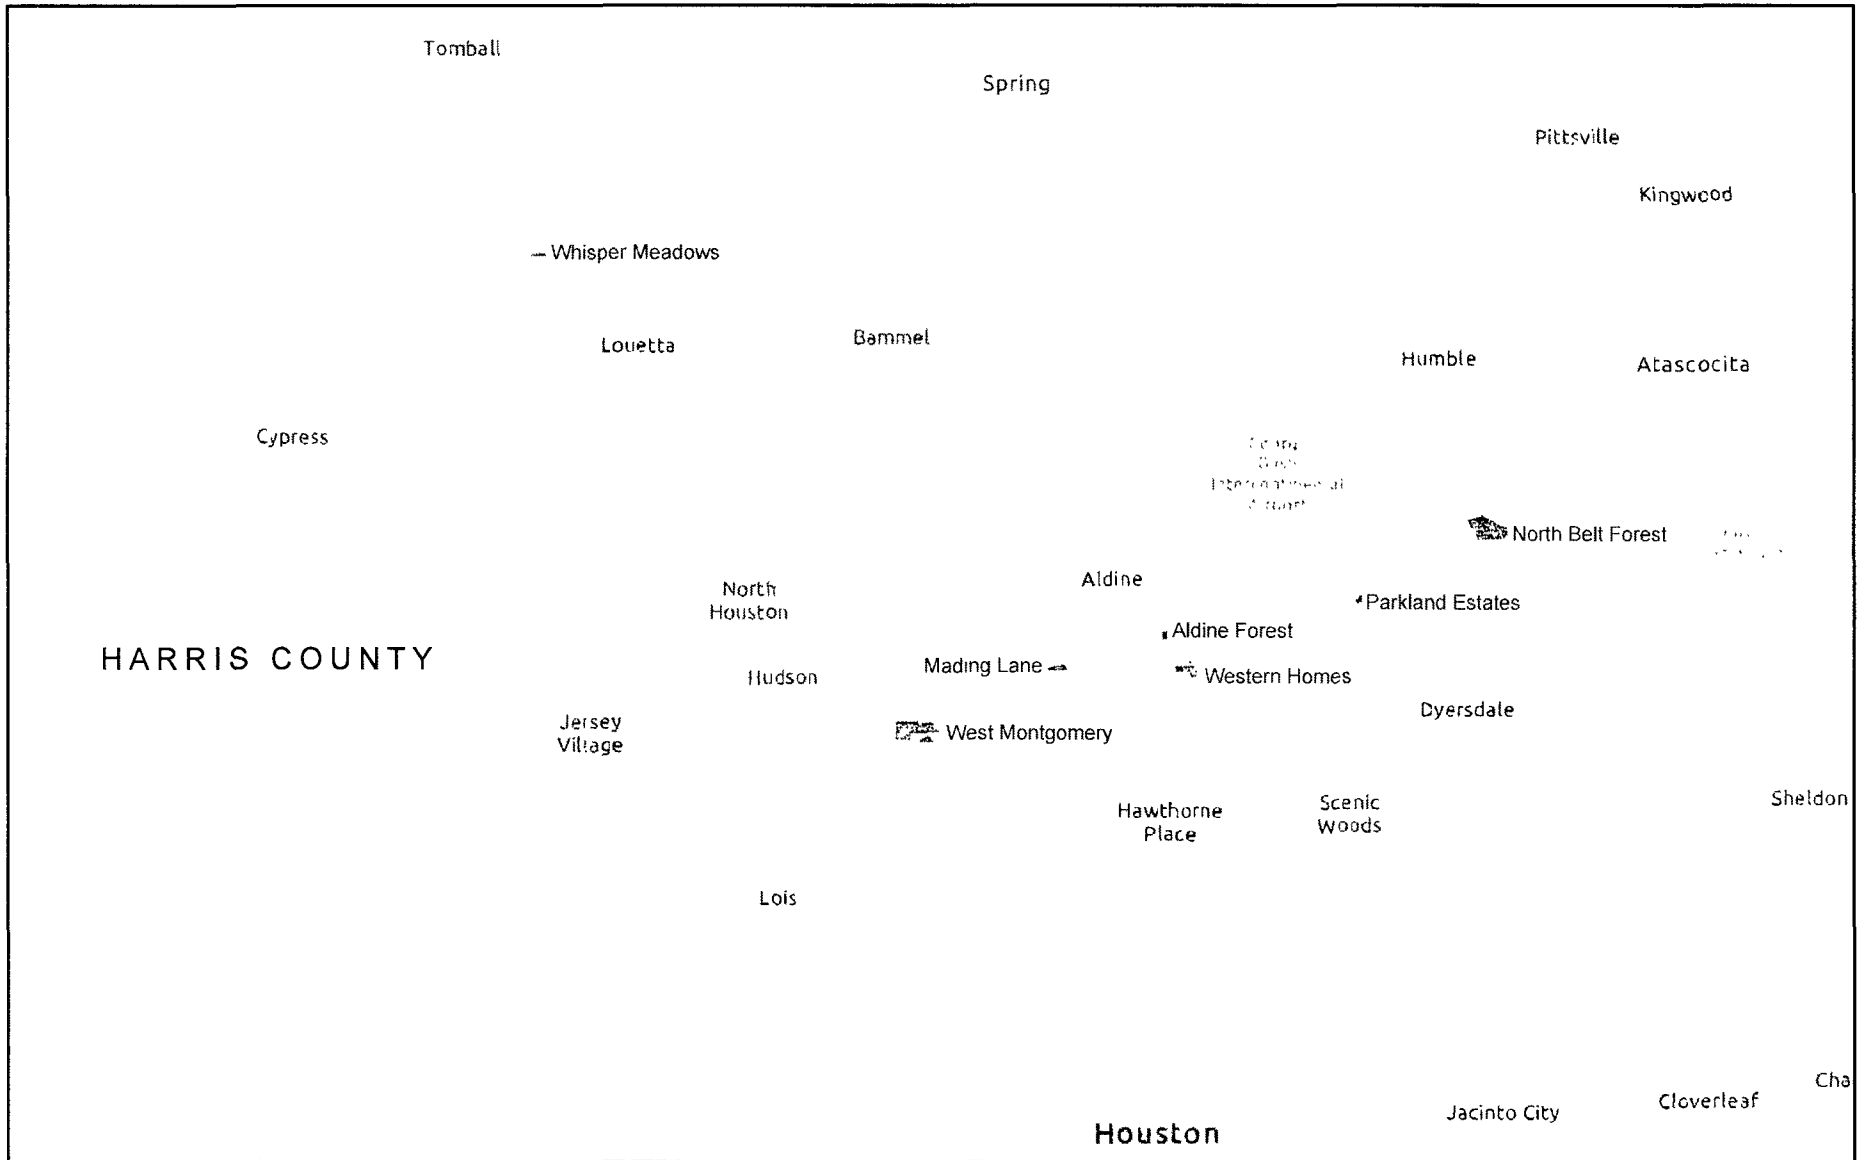 Tomball
Spring
Pittsville
Kingwood
Whisper Meadows
Louetta
Bammel
Humble
Atascocita
Cypress
Airport
North Belt Forest
Aldine
North
Houston
Parkland Estates
Aldine Forest
HARRIS COUNTY
Mading Lane
Hudson
Western Homes
Dyersdale
Jersey
Village
West Montgomery
Sheldon
Hawthorne
Place
Scenic
Woods
Lois
Cha
Cloverleaf
Jacinto City
Houston